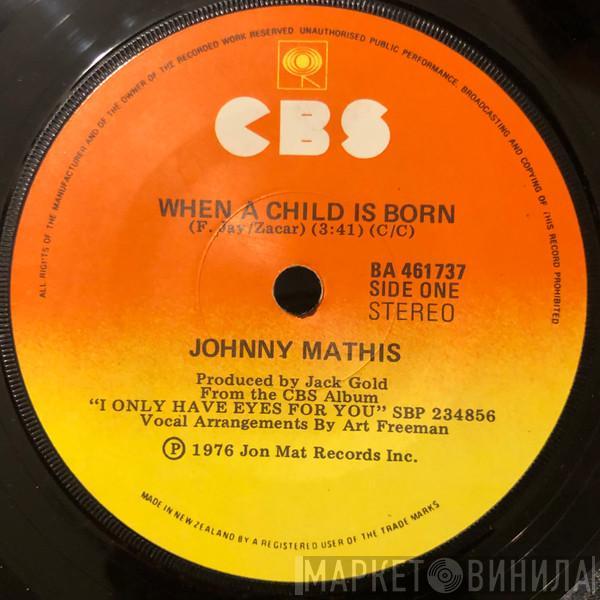 ALL RIGHTS OF THE MANUFACTURER AND OF THE OWNER OF THE RECORDED WORK RESERVED UNAUTHORISED PUBLIC PERFORMANCE, BROADCASTING AND COPYING OF THIS RECORD PROHIBITED
CBS
WHEN A CHILD IS BORN
(F. Jay/Zacar) (3:41) (C/C)
BA 461737
SIDE ONE
STEREO
JOHNNY MATHIS
Produced by Jack Gold
From the CBS Album
"I ONLY HAVE EYES FOR YOU" SBP 234856
Vocal Arrangements By Art Freeman
Ⓟ 1976 Jon Mat Records Inc.
MADE IN NEW ZEALAND BY A REGISTERED USER OF THE TRADE MARKS
МАРКЕТ ВИНИЛА